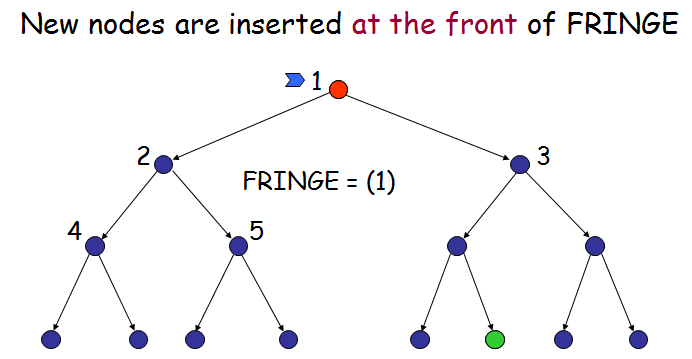 New nodes are inserted at the front of FRINGE
1
2
3
FRINGE = (1)
4
5